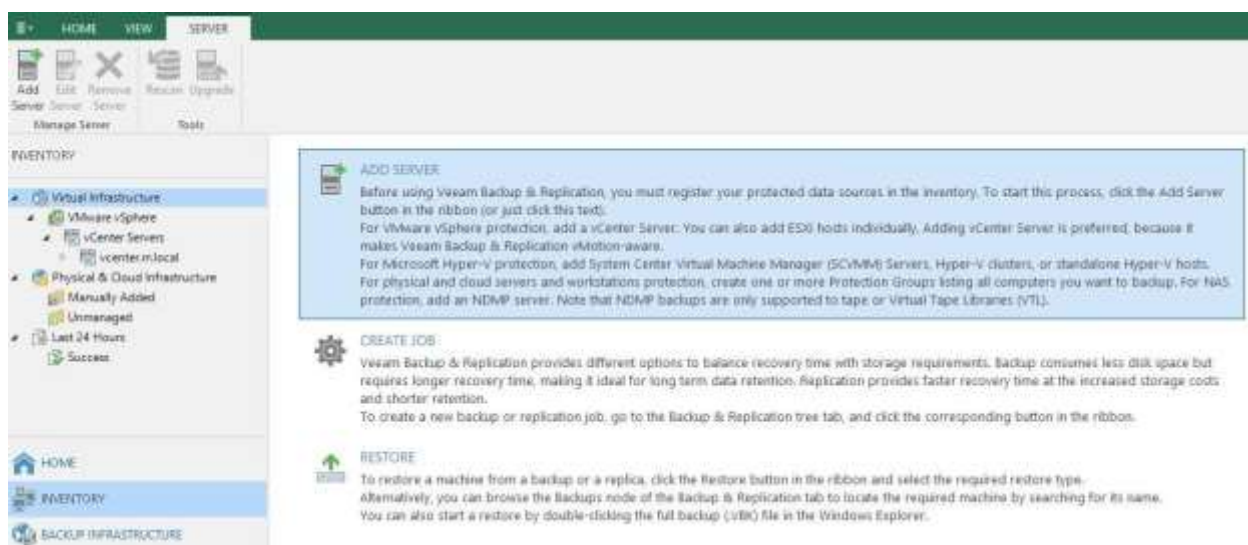 HOME VIEW SERVER
Add Server
Edit Server
Remove Server
Rescan
Upgrade
Manage Server
Tools
INVENTORY
Virtual Infrastructure
VMware vSphere
vCenter Servers
vcenter.m.local
Physical & Cloud Infrastructure
Manually Added
Unmanaged
Last 24 Hours
Success
HOME
INVENTORY
BACKUP INFRASTRUCTURE
ADD SERVER
Before using Veeam Backup & Replication, you must register your protected data sources in the inventory. To start this process, click the Add Server
button in the ribbon (or just click this text).
For VMware vSphere protection, add a vCenter Server. You can also add ESXi hosts individually. Adding vCenter Server is preferred, because it
makes Veeam Backup & Replication vMotion-aware.
For Microsoft Hyper-V protection, add System Center Virtual Machine Manager (SCVMM) Servers, Hyper-V clusters, or standalone Hyper-V hosts.
For physical and cloud servers and workstations protection, create one or more Protection Groups listing all computers you want to backup. For NAS
protection, add an NDMP server. Note that NDMP backups are only supported to tape or Virtual Tape Libraries (VTL).
CREATE JOB
Veeam Backup & Replication provides different options to balance recovery time with storage requirements. Backup consumes less disk space but
requires longer recovery time, making it ideal for long term data retention. Replication provides faster recovery time at the increased storage costs
and shorter retention.
To create a new backup or replication job, go to the Backup & Replication tree tab, and click the corresponding button in the ribbon.
RESTORE
To restore a machine from a backup or a replica, click the Restore button in the ribbon and select the required restore type.
Alternatively, you can browse the Backups node of the Backup & Replication tab to locate the required machine by searching for its name.
You can also start a restore by double-clicking the full backup (.VBK) file in the Windows Explorer.